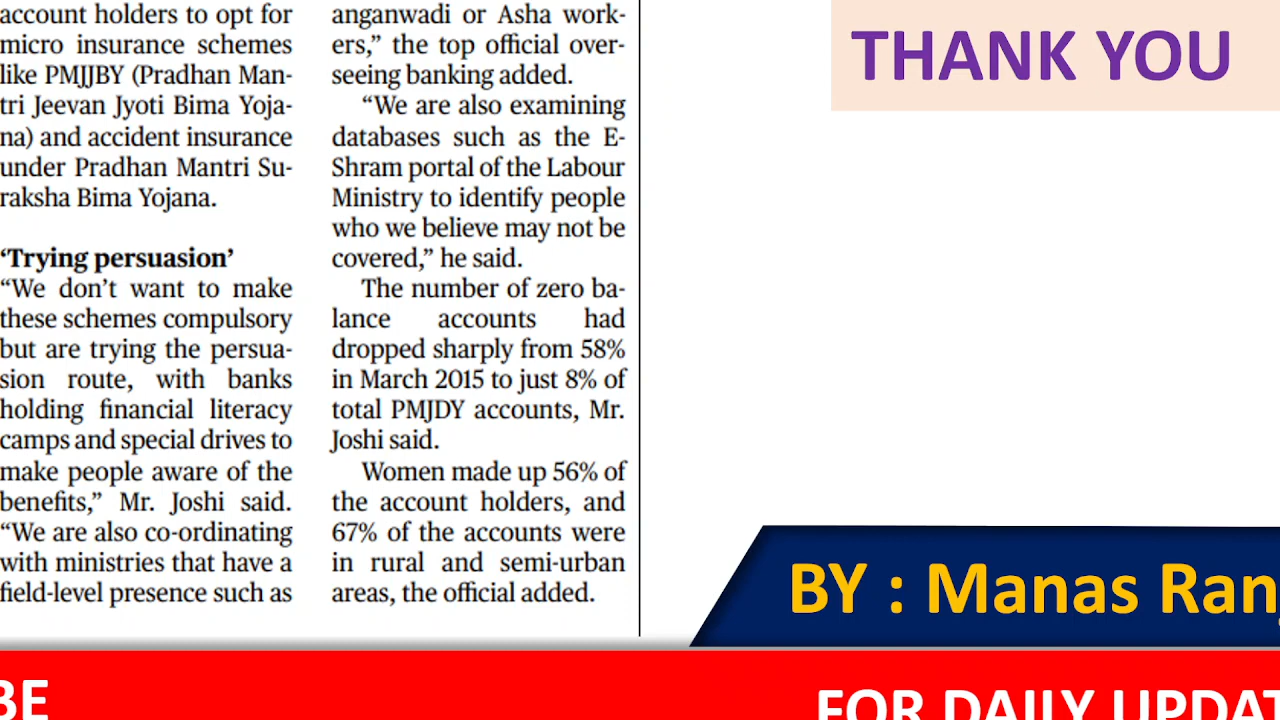 account holders to opt for
micro insurance schemes
like PMJJBY (Pradhan Man-
tri Jeevan Jyoti Bima Yoja-
na) and accident insurance
under Pradhan Mantri Su-
raksha Bima Yojana.
‘Trying persuasion’
“We don’t want to make
these schemes compulsory
but are trying the persua-
sion route, with banks
holding financial literacy
camps and special drives to
make people aware of the
benefits,” Mr. Joshi said.
“We are also co-ordinating
with ministries that have a
field-level presence such as
anganwadi or Asha work-
ers,” the top official over-
seeing banking added.
“We are also examining
databases such as the E-
Shram portal of the Labour
Ministry to identify people
who we believe may not be
covered,” he said.
The number of zero ba-
lance accounts had
dropped sharply from 58%
in March 2015 to just 8% of
total PMJDY accounts, Mr.
Joshi said.
Women made up 56% of
the account holders, and
67% of the accounts were
in rural and semi-urban
areas, the official added.
THANK YOU
BY : Manas Ran
BE
FOR DAILY UPDAT